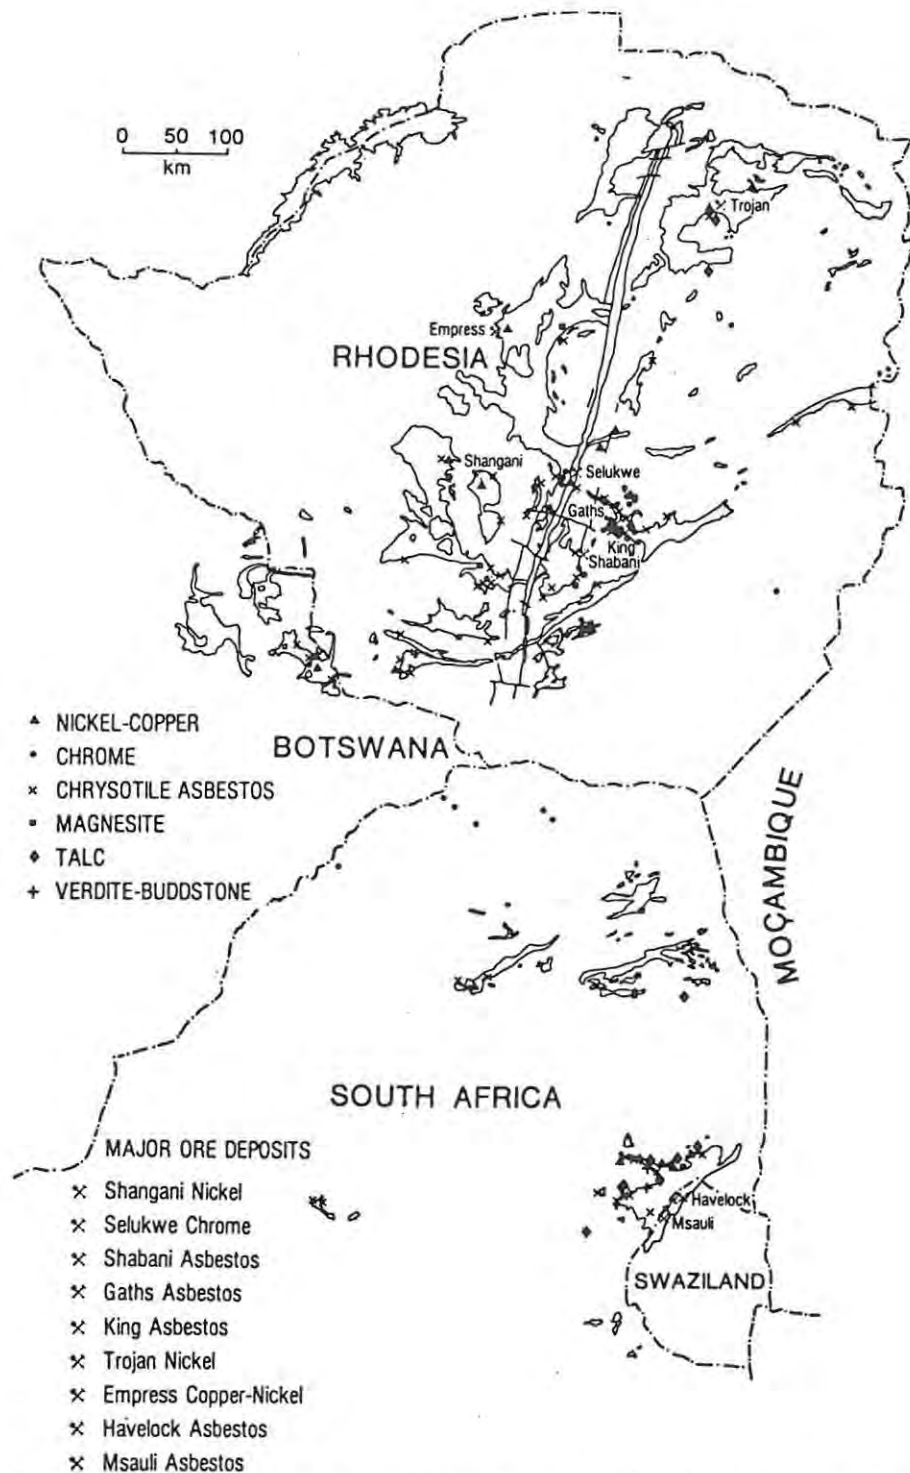 0 50 100
km
Trojan
Empress
RHODESIA
Shangani
Selukwe
Gaths
King
Shabani
NICKEL-COPPER
CHROME
CHRYSOTILE ASBESTOS
MAGNESITE
TALC
VERDITE-BUDDSTONE
BOTSWANA
MOÇAMBIQUE
SOUTH AFRICA
MAJOR ORE DEPOSITS
Shangani Nickel
Selukwe Chrome
Shabani Asbestos
Gaths Asbestos
King Asbestos
Trojan Nickel
Empress Copper-Nickel
Havelock Asbestos
Msauli Asbestos
Havelock
Msauli
SWAZILAND